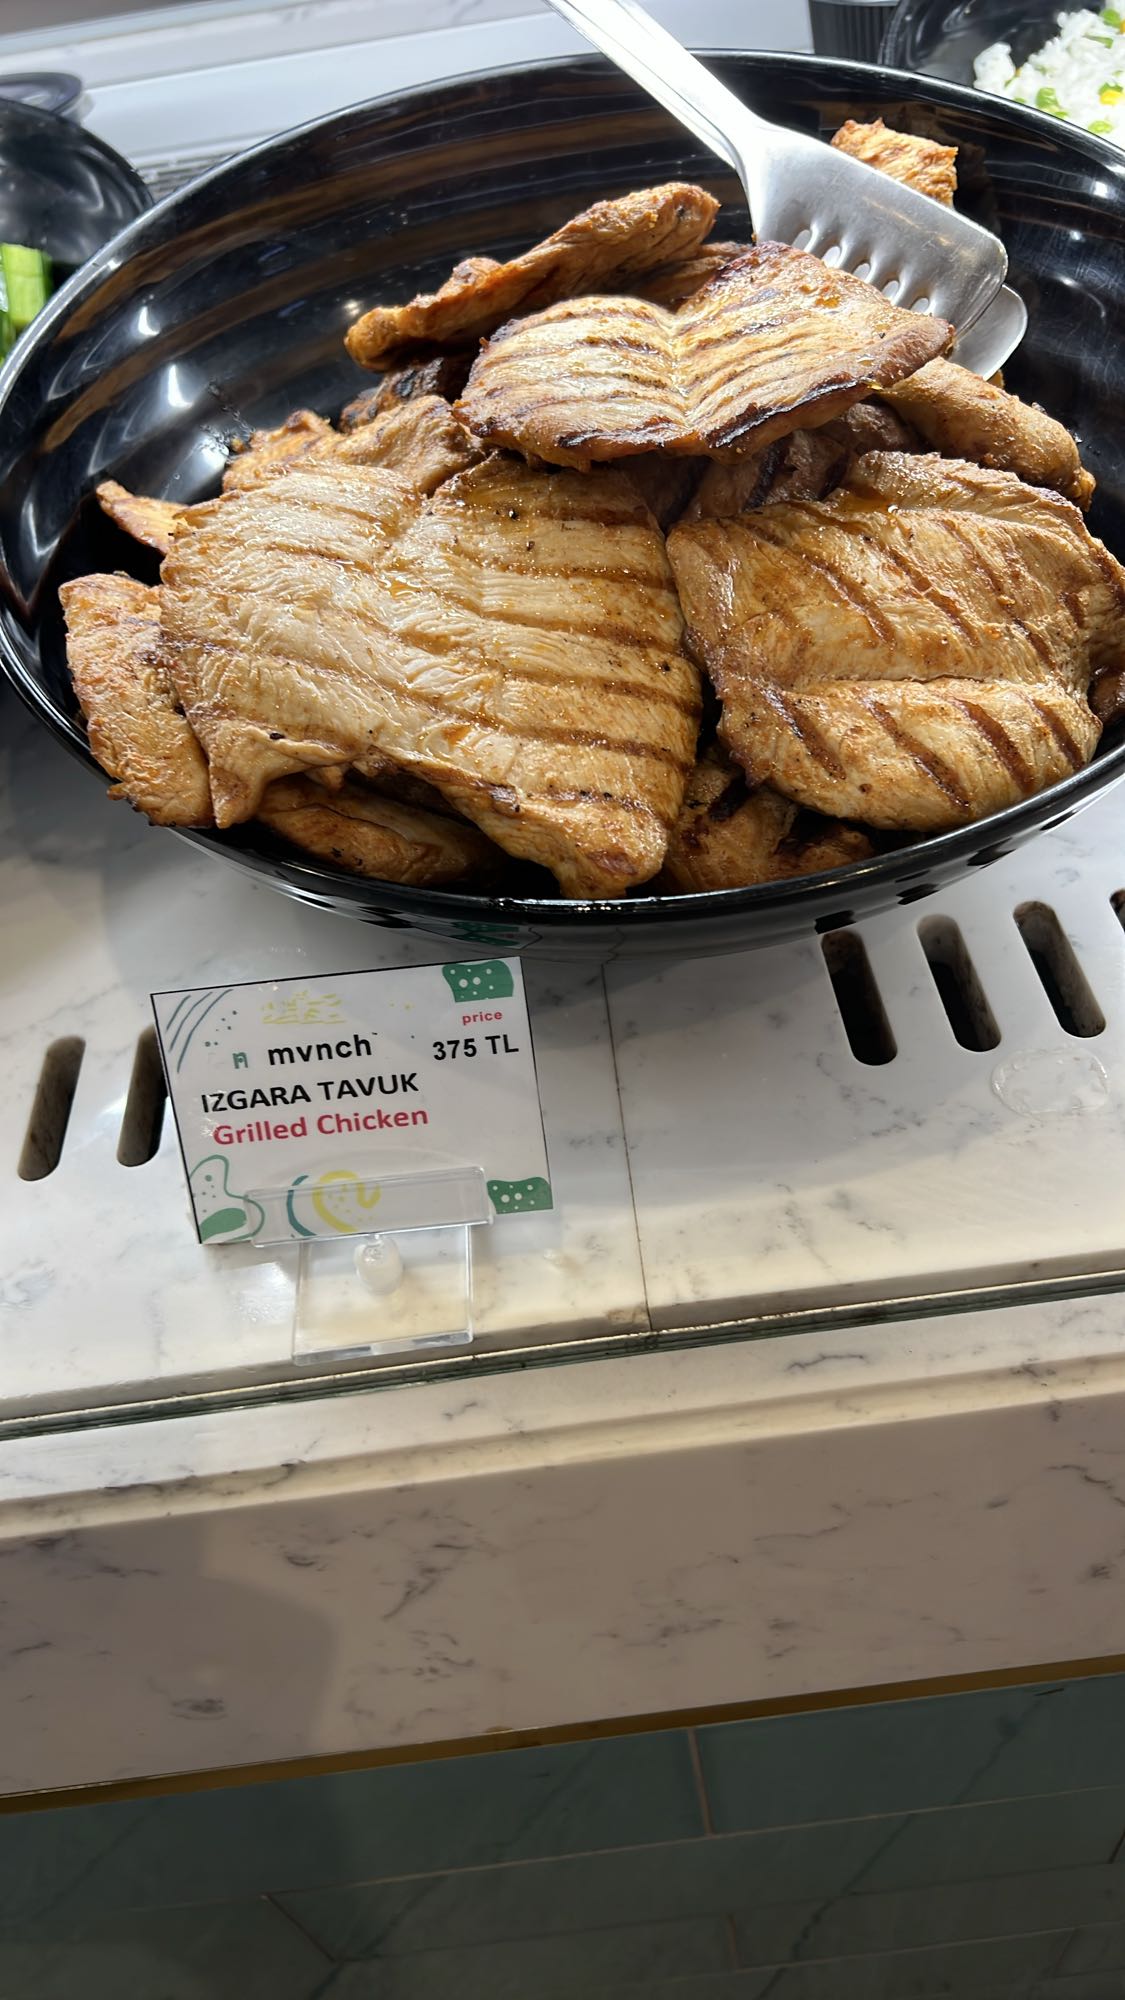 price
mvnch
375 TL
IZGARA TAVUK
Grilled Chicken